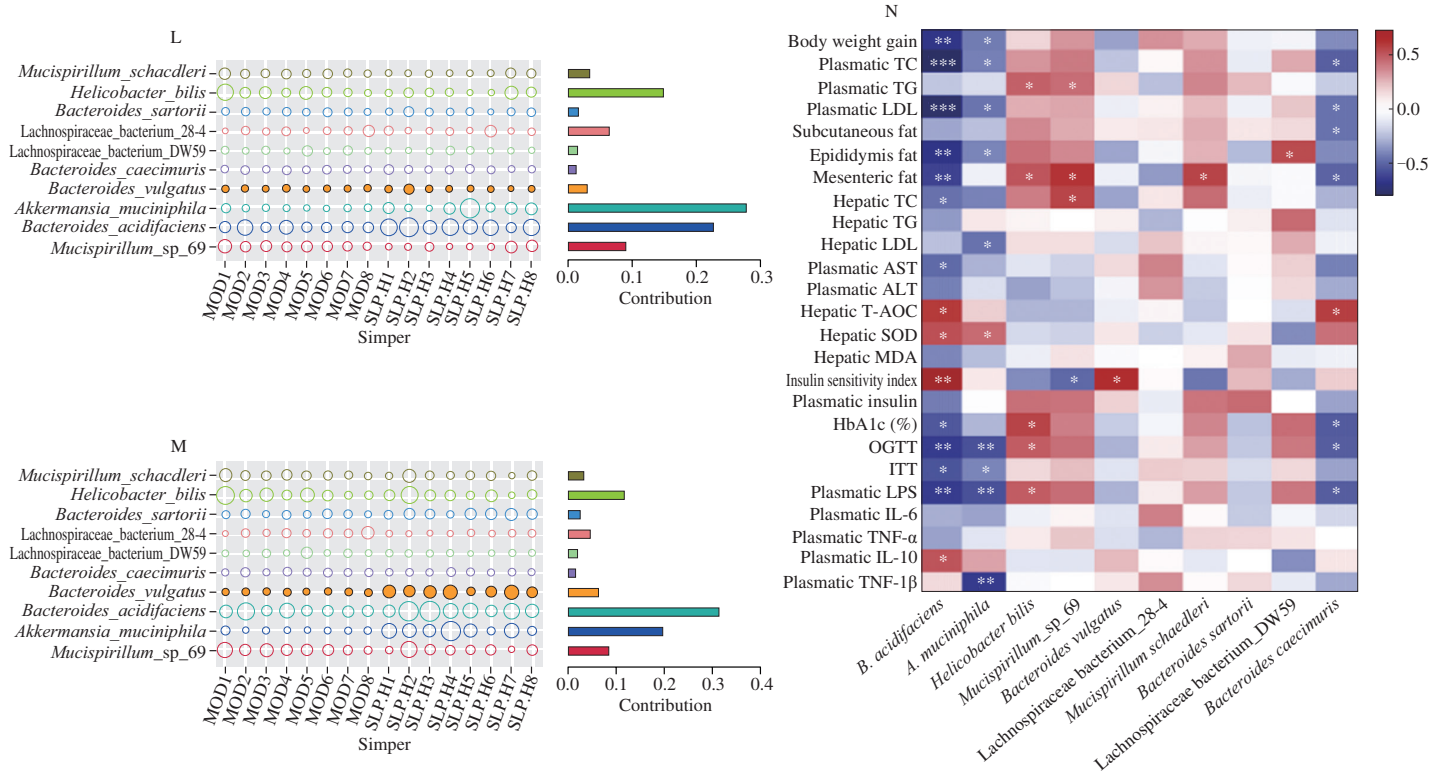 L
Mucispirillum_schacdleri
Helicobacter_bilis
Bacteroides_sartorii
Lachnospiraceae_bacterium_28-4
Lachnospiraceae_bacterium_DW59
Bacteroides_caecimuris
Bacteroides_vulgatus
Akkermansia_muciniphila
Bacteroides_acidifaciens
Mucispirillum_sp_69
MOD1
MOD2
MOD3
MOD4
MOD5
MOD6
MOD7
MOD8
SLP.H1
SLP.H2
SLP.H3
SLP.H4
SLP.H5
SLP.H6
SLP.H7
SLP.H8
Simper
0.0 0.1 0.2 0.3
Contribution
M
Mucispirillum_schacdleri
Helicobacter_bilis
Bacteroides_sartorii
Lachnospiraceae_bacterium_28-4
Lachnospiraceae_bacterium_DW59
Bacteroides_caecimuris
Bacteroides_vulgatus
Bacteroides_acidifaciens
Akkermansia_muciniphila
Mucispirillum_sp_69
MOD1
MOD2
MOD3
MOD4
MOD5
MOD6
MOD7
MOD8
SLP.H1
SLP.H2
SLP.H3
SLP.H4
SLP.H5
SLP.H6
SLP.H7
SLP.H8
Simper
0.0 0.1 0.2 0.3 0.4
Contribution
N
Body weight gain ** *
Plasmatic TC *** * *
Plasmatic TG * *
Plasmatic LDL *** * *
Subcutaneous fat *
Epididymis fat ** * *
Mesenteric fat ** * * * *
Hepatic TC * *
Hepatic TG
Hepatic LDL *
Plasmatic AST *
Plasmatic ALT
Hepatic T-AOC * *
Hepatic SOD * *
Hepatic MDA
Insulin sensitivity index ** * *
Plasmatic insulin
HbA1c (%) * * *
OGTT ** ** * *
ITT * *
Plasmatic LPS ** ** * *
Plasmatic IL-6
Plasmatic TNF-α
Plasmatic IL-10 *
Plasmatic TNF-1β **
B. acidifaciens
A. muciniphila
Helicobacter bilis
Mucispirillum_sp_69
Bacteroides vulgatus
Lachnospiraceae bacterium_28-4
Mucispirillum schaedleri
Bacteroides sartorii
Lachnospiraceae bacterium_DW59
Bacteroides caecimuris
0.5
0.0
−0.5